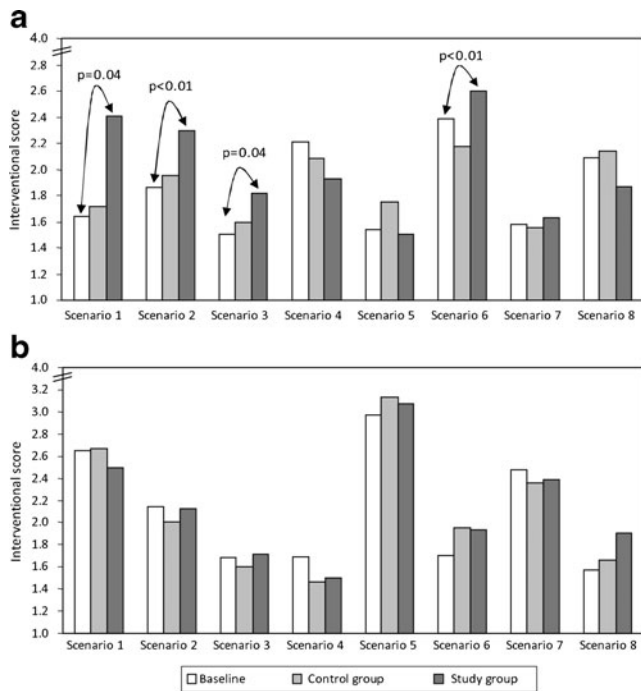 a
4.0
2.8
2.6
2.4
2.2
2.0
1.8
1.6
1.4
1.2
1.0
Interventional score
p=0.04
p<0.01
p=0.04
p<0.01
Scenario 1 Scenario 2 Scenario 3 Scenario 4 Scenario 5 Scenario 6 Scenario 7 Scenario 8
b
4.0
3.2
3.0
2.8
2.6
2.4
2.2
2.0
1.8
1.6
1.4
1.2
1.0
Interventional score
Scenario 1 Scenario 2 Scenario 3 Scenario 4 Scenario 5 Scenario 6 Scenario 7 Scenario 8
Baseline Control group Study group